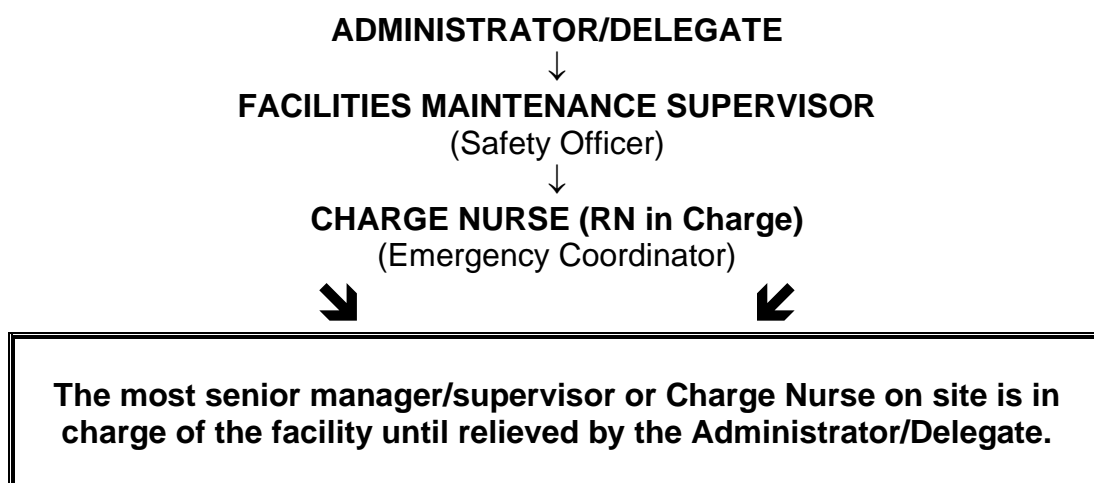 ADMINISTRATOR/DELEGATE
↓
FACILITIES MAINTENANCE SUPERVISOR
(Safety Officer)
↓
CHARGE NURSE (RN in Charge)
(Emergency Coordinator)
The most senior manager/supervisor or Charge Nurse on site is in
charge of the facility until relieved by the Administrator/Delegate.